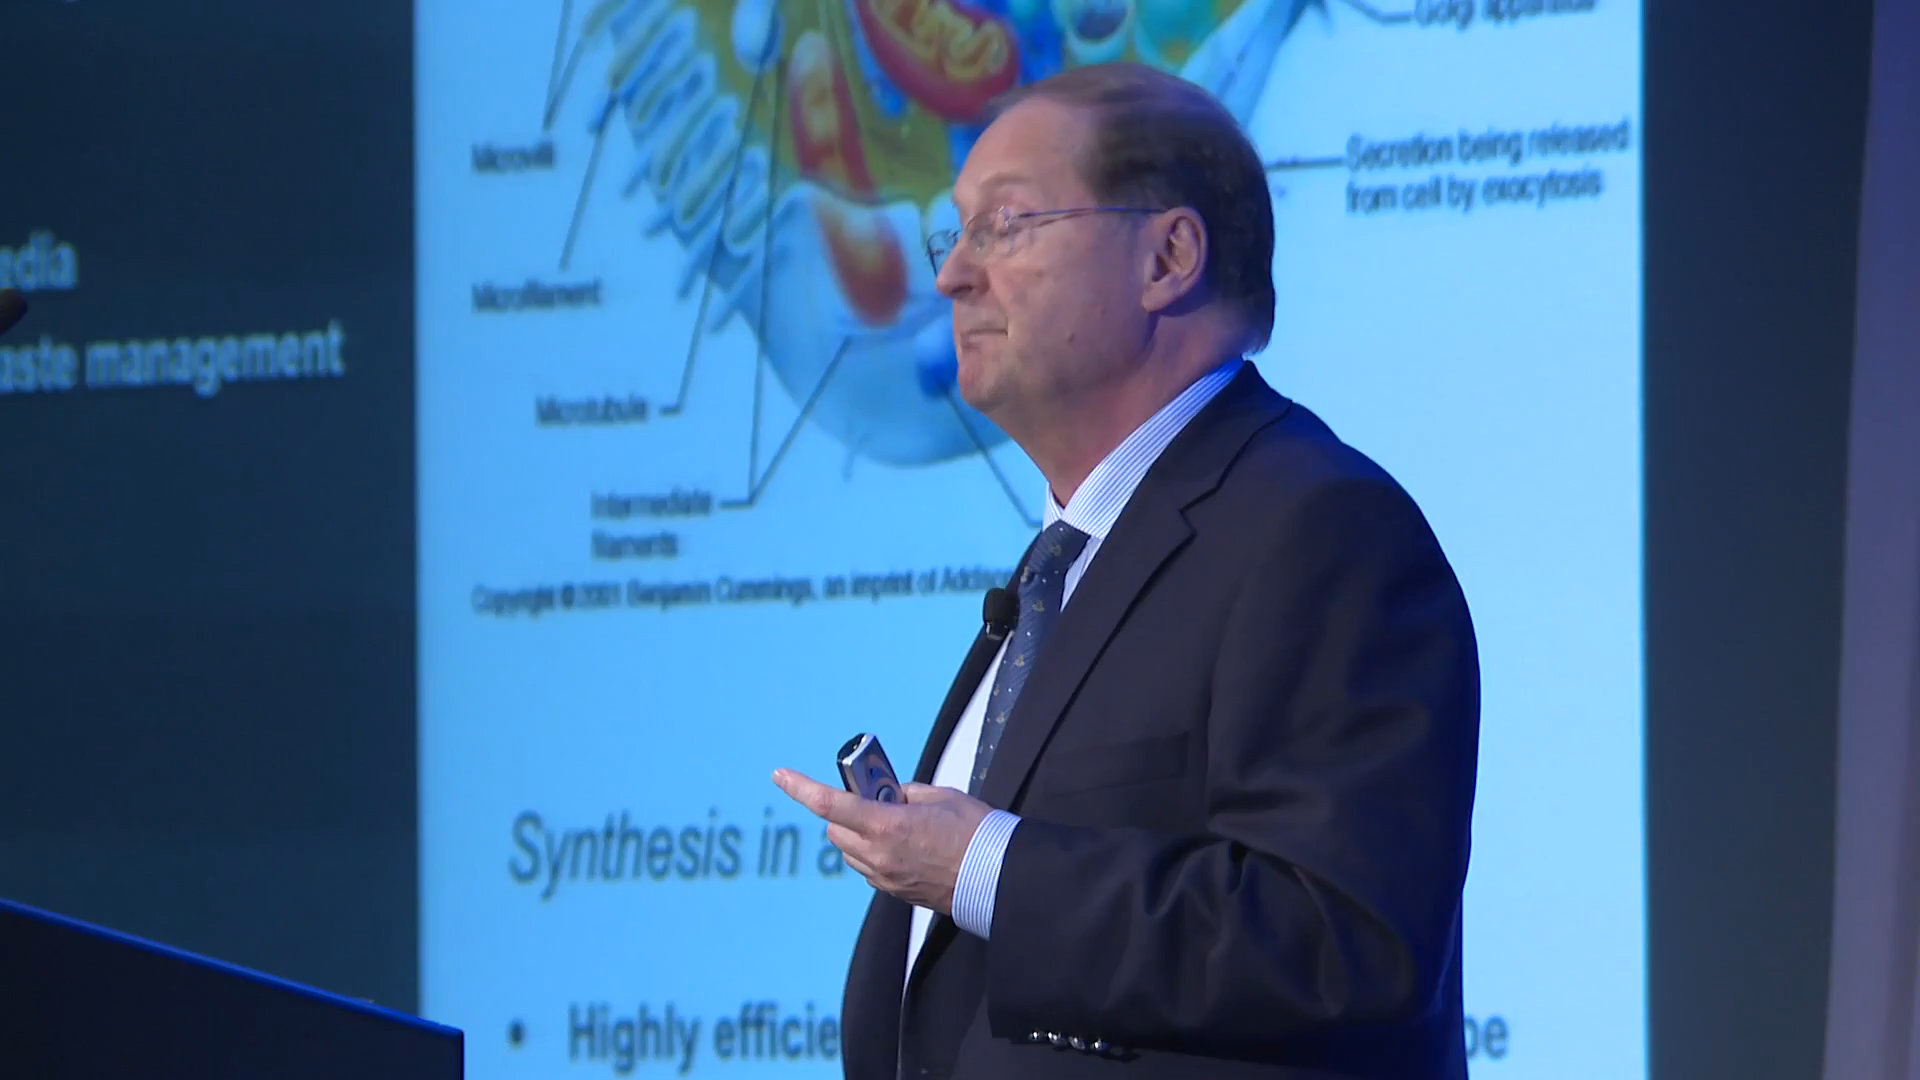 edia
aste management
Golgi apparatus
Microvilli
Secretion being released
from cell by exocytosis
Microfilament
Microtubule
Intermediate
filaments
Copyright © 2001 Benjamin Cummings, an imprint of Addiso
Synthesis in a
• Highly efficie
be